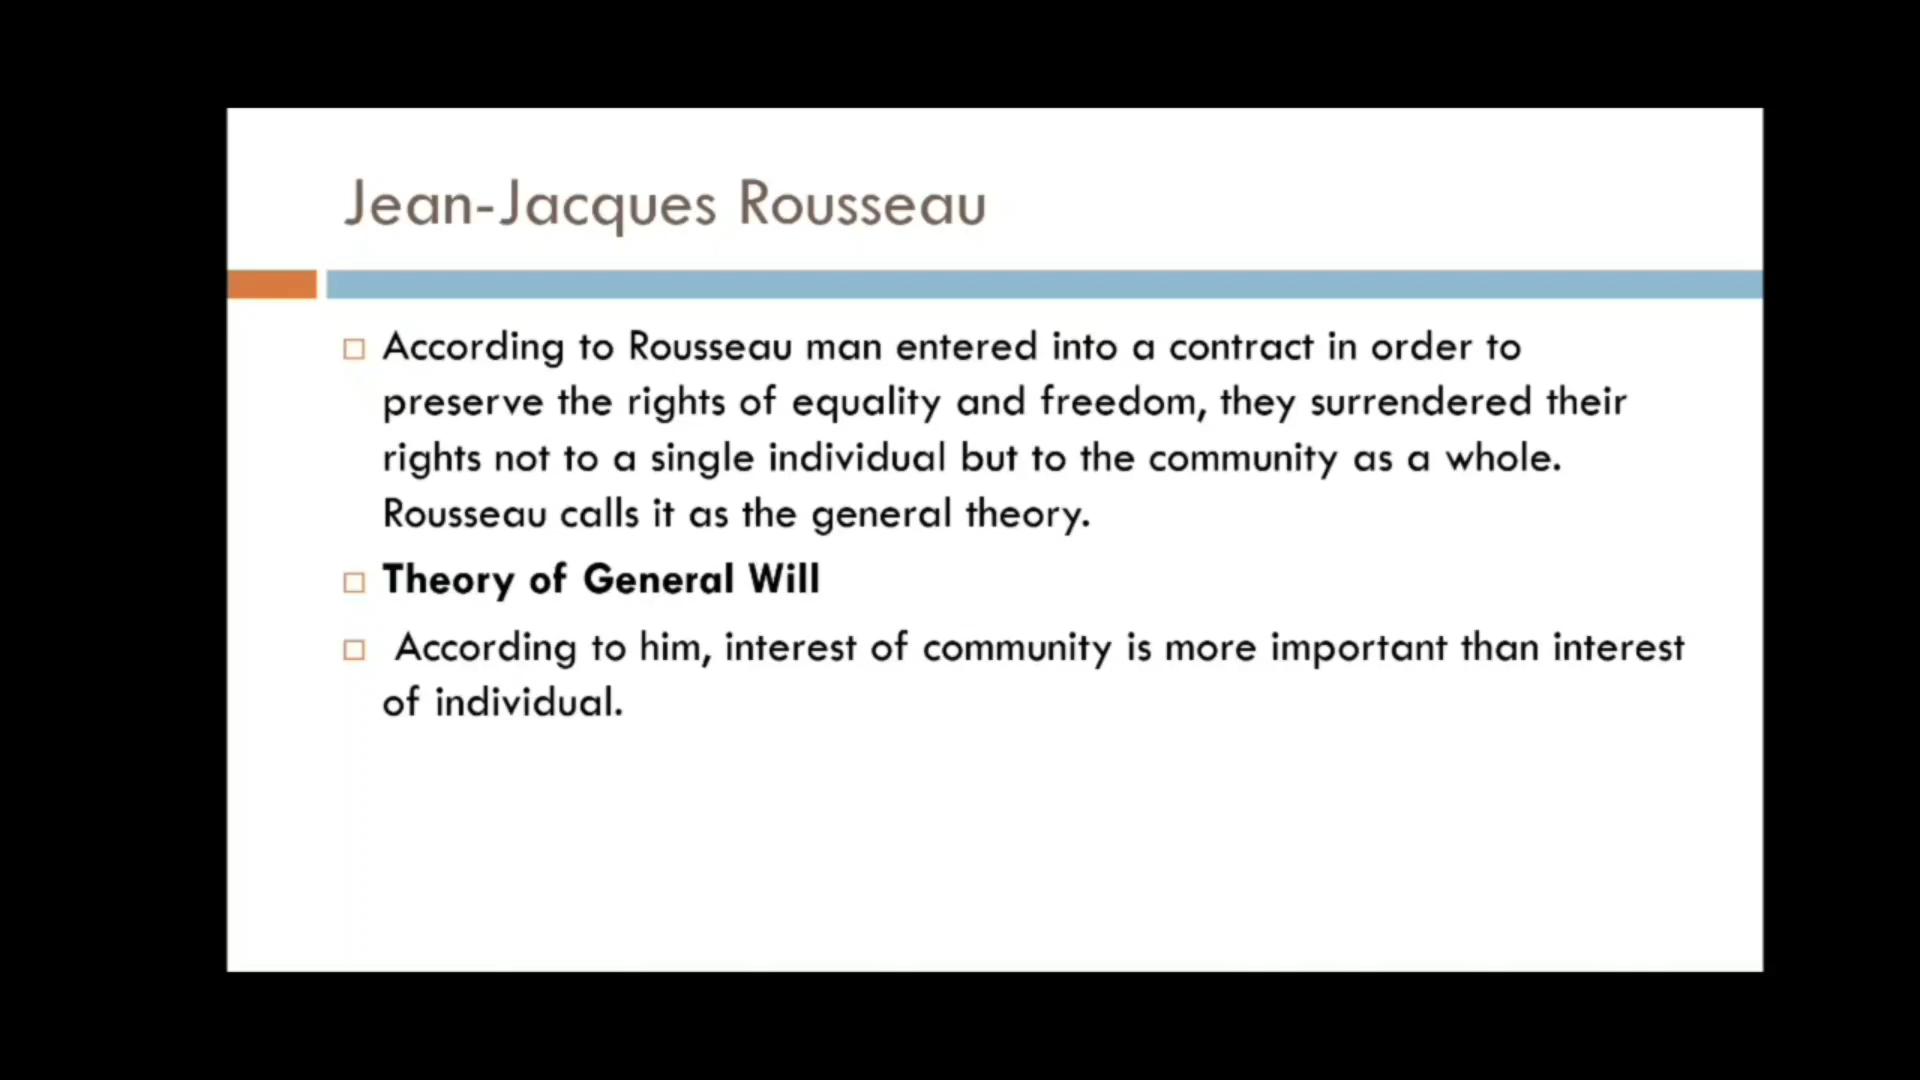 Jean-Jacques Rousseau
According to Rousseau man entered into a contract in order to
preserve the rights of equality and freedom, they surrendered their
rights not to a single individual but to the community as a whole.
Rousseau calls it as the general theory.
Theory of General Will
According to him, interest of community is more important than interest
of individual.